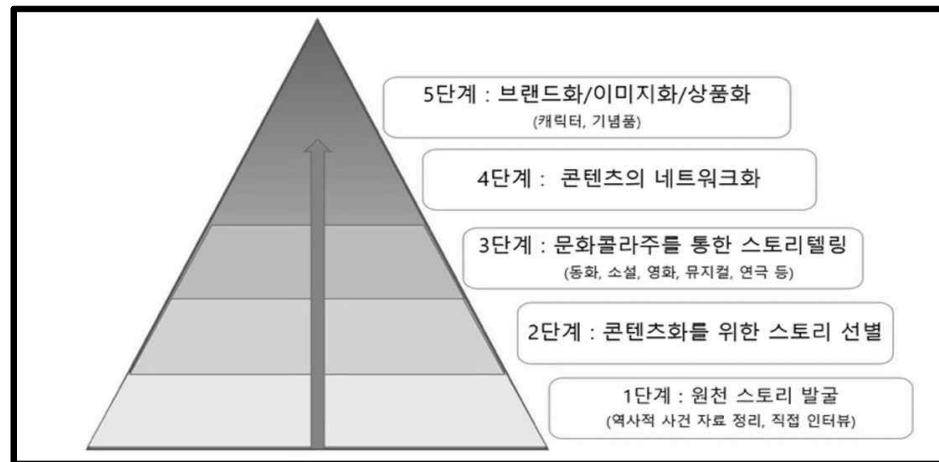 5단계 : 브랜드화/이미지화/상품화
(캐릭터, 기념품)
4단계 : 콘텐츠의 네트워크화
3단계 : 문화콜라주를 통한 스토리텔링
(동화, 소설, 영화, 뮤지컬, 연극 등)
2단계 : 콘텐츠화를 위한 스토리 선별
1단계 : 원천 스토리 발굴
(역사적 사건 자료 정리, 직접 인터뷰)